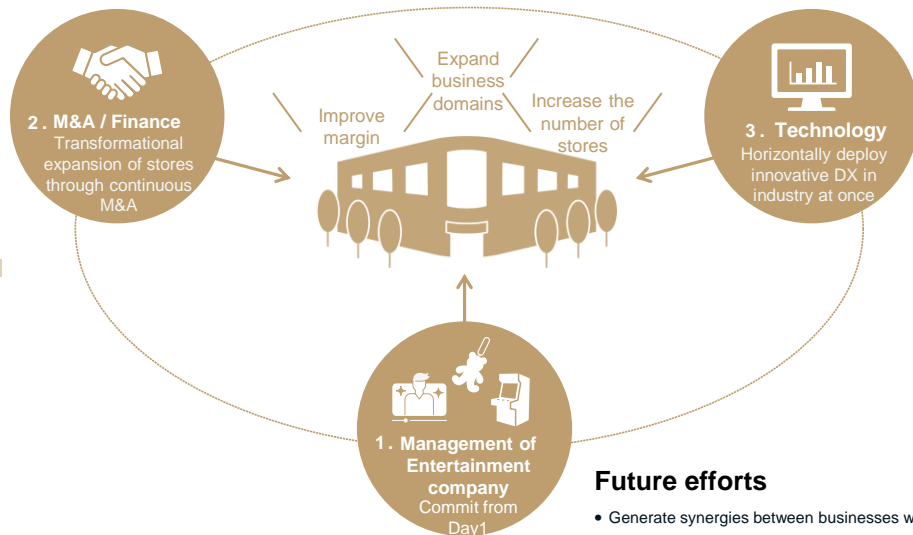 Expand
business
domains
Improve
margin
Increase the
number of
stores
2. M&A / Finance
Transformational
expansion of stores
through continuous
M&A
3. Technology
Horizontally deploy
innovative DX in
industry at once
1. Management of
Entertainment
company
Commit from
Day1
Future efforts
• Generate synergies between businesses w